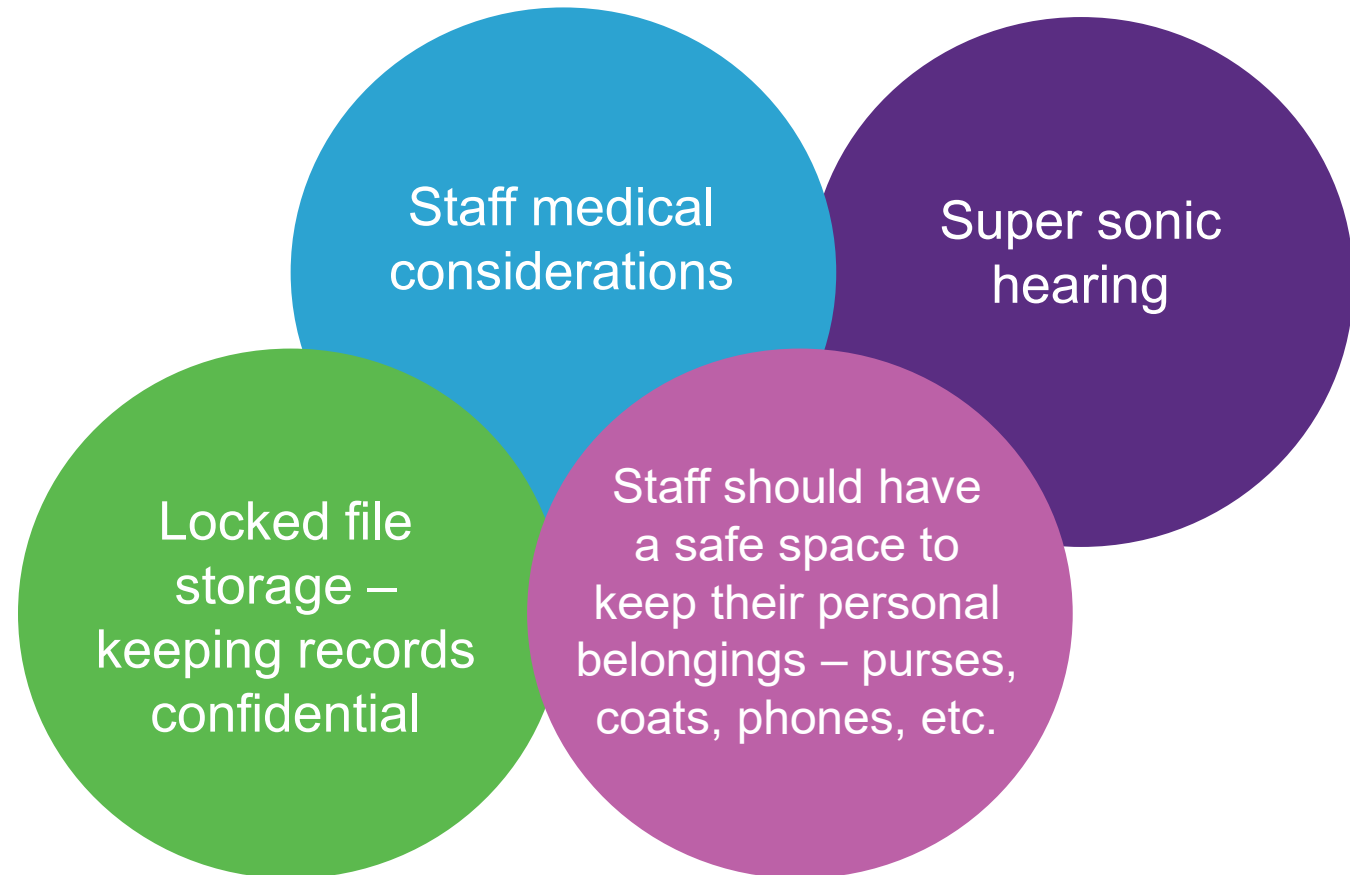 Staff medical
considerations
Super sonic
hearing
Locked file
storage –
keeping records
confidential
Staff should have
a safe space to
keep their personal
belongings – purses,
coats, phones, etc.